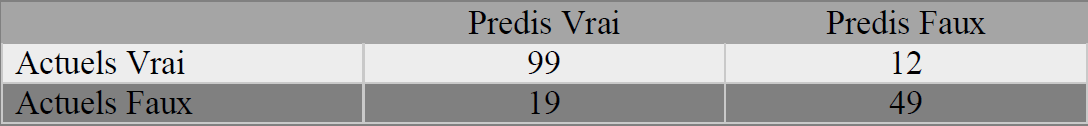 Predis Vrai Predis Faux
Actuels Vrai 99 12
Actuels Faux 19 49